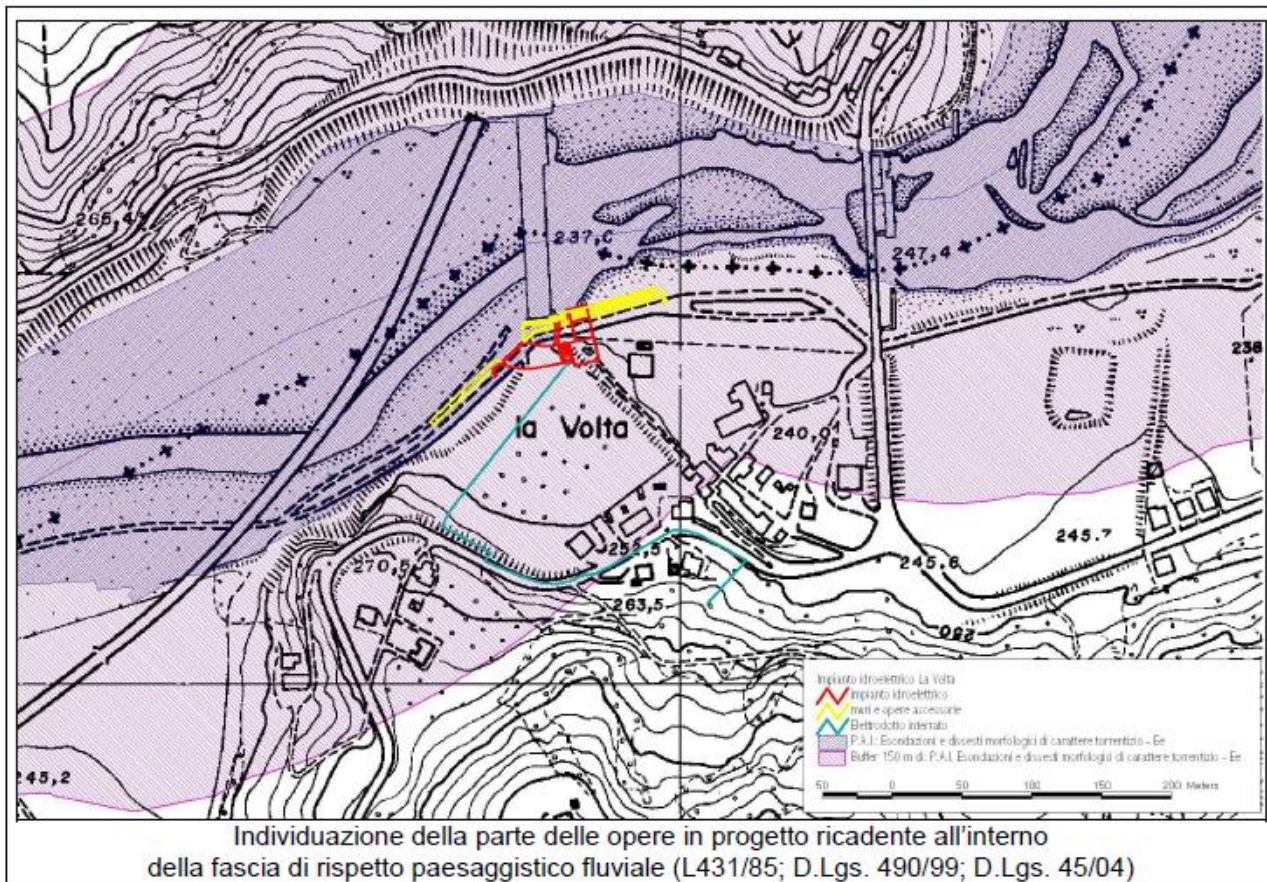 265,4
237,0
247,4
238
la Volta
240,9
252,5
245.7
245.6
270,5
263,5
250
245,2
Impianto idroelettrico La Volta
Impianto idroelettrico
muri e opere accessorie
Elettrodotto interrato
P.A.I.: Esondazioni e dissesti morfologici di carattere torrentizio - Ee
Buffer 150 m di: P.A.I. Esondazioni e dissesti morfologici di carattere torrentizio - Ee
50 0 50 100 150 200 Meters
Individuazione della parte delle opere in progetto ricadente all'interno
della fascia di rispetto paesaggistico fluviale (L431/85; D.Lgs. 490/99; D.Lgs. 45/04)